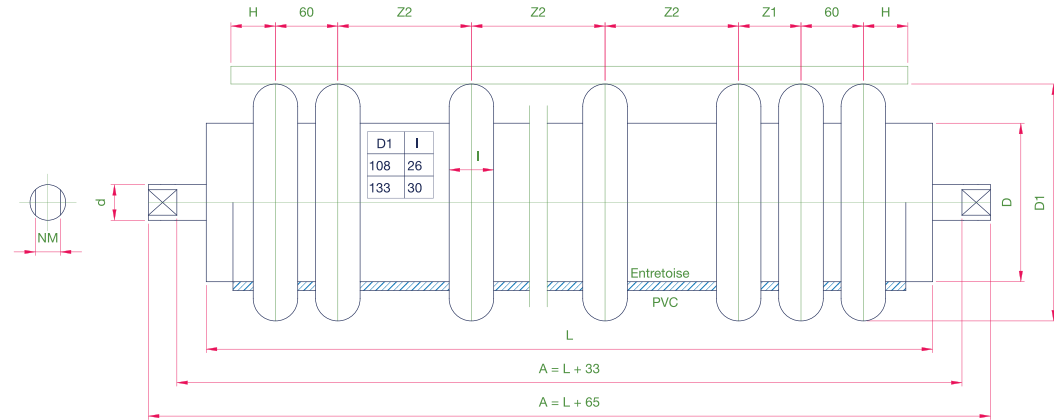 H 60 Z2 Z2 Z2 Z1 60 H
D1 I
108 26
133 30
I
d
NM
D
D1
Entretoise
PVC
L
A = L + 33
A = L + 65